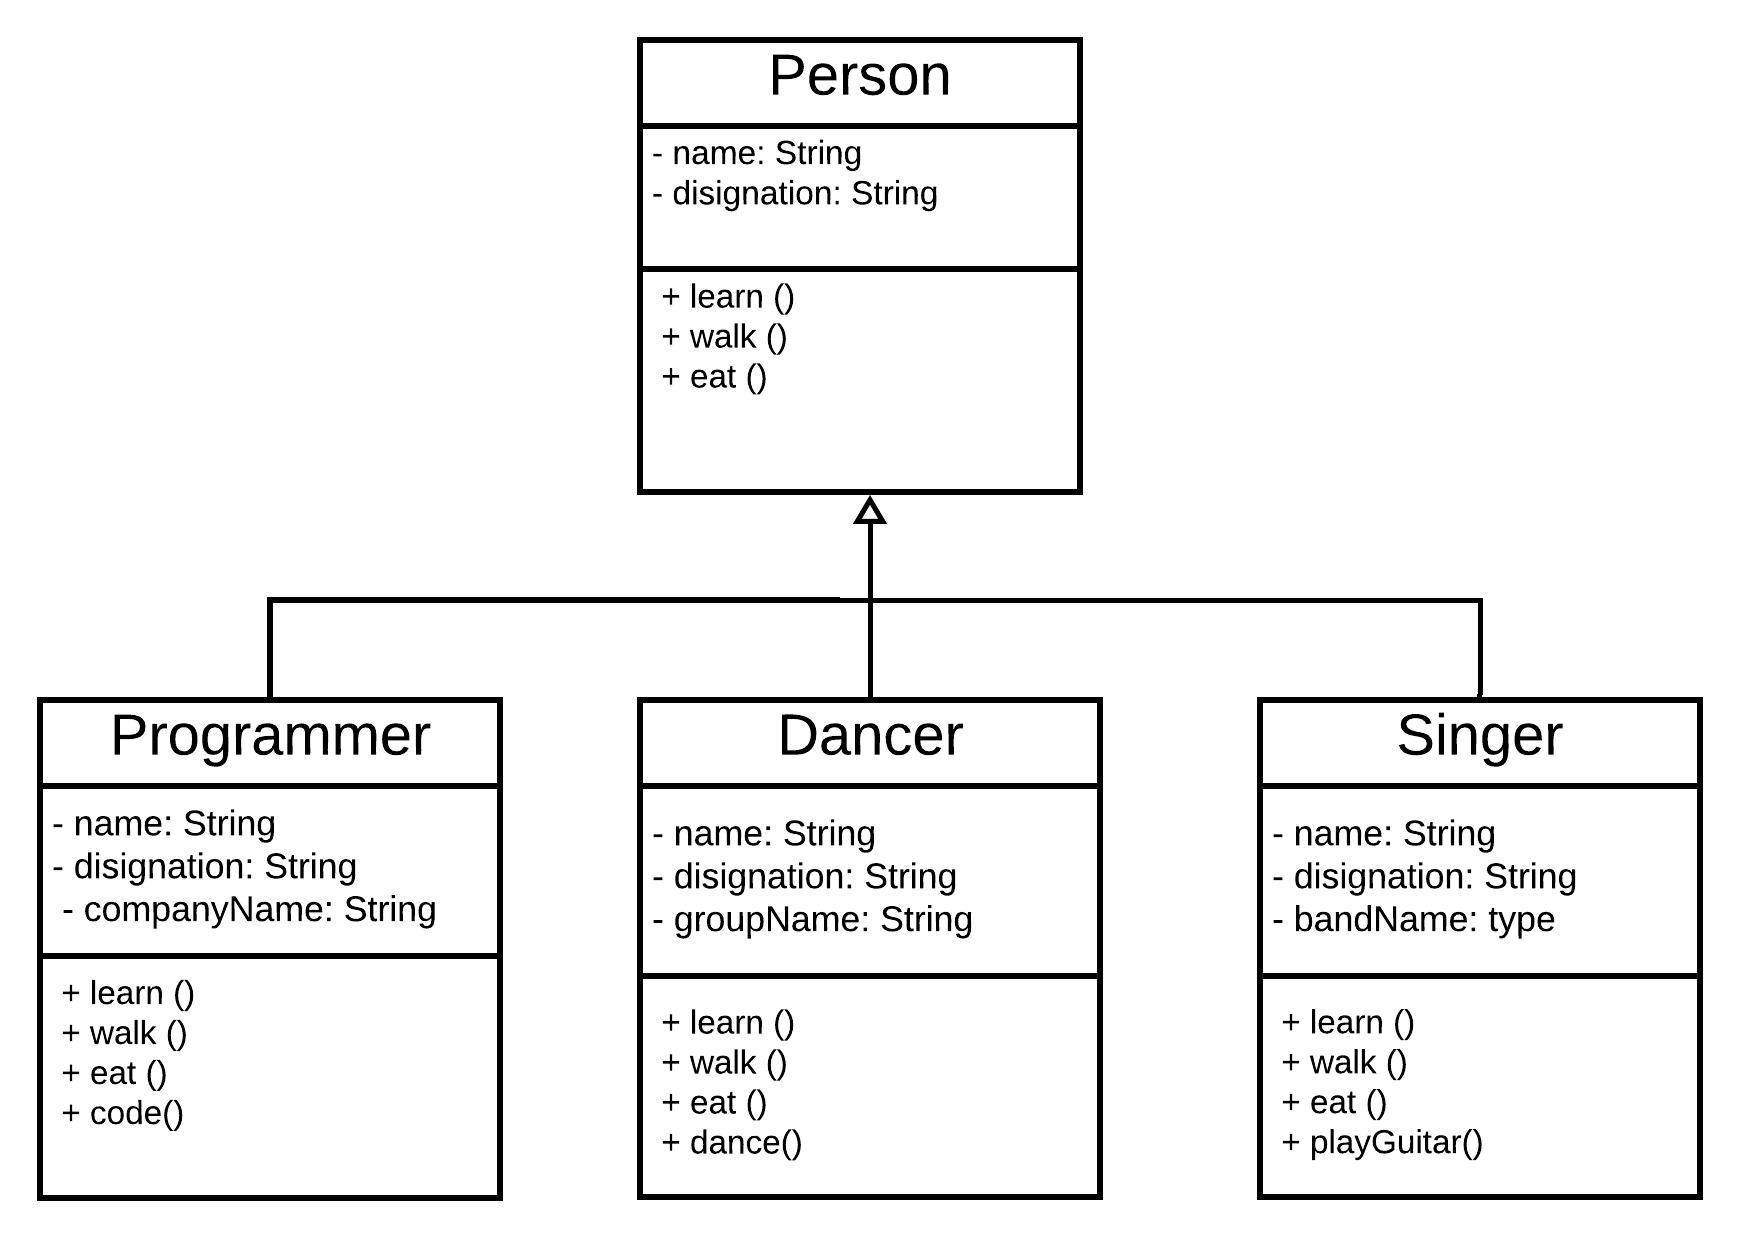 Person
- name: String
- disignation: String
+ learn ()
+ walk ()
+ eat ()
Programmer
- name: String
- disignation: String
- companyName: String
+ learn ()
+ walk ()
+ eat ()
+ code()
Dancer
- name: String
- disignation: String
- groupName: String
+ learn ()
+ walk ()
+ eat ()
+ dance()
Singer
- name: String
- disignation: String
- bandName: type
+ learn ()
+ walk ()
+ eat ()
+ playGuitar()